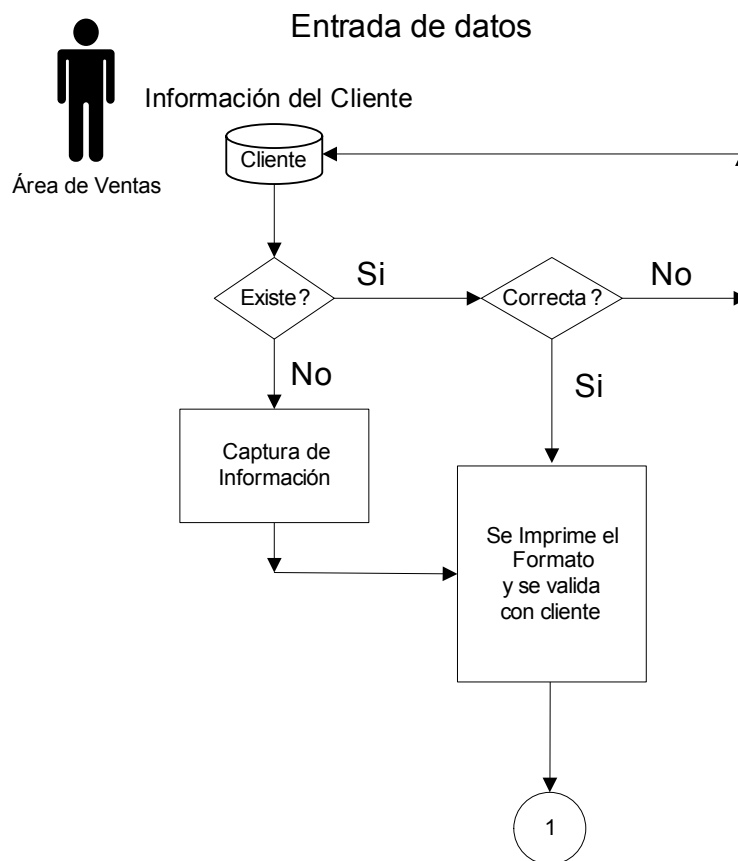 Entrada de datos
Información del Cliente
Cliente
Área de Ventas
Existe ?
Si
Correcta ?
No
No
Si
Captura de
Información
Se Imprime el
Formato
y se valida
con cliente
1